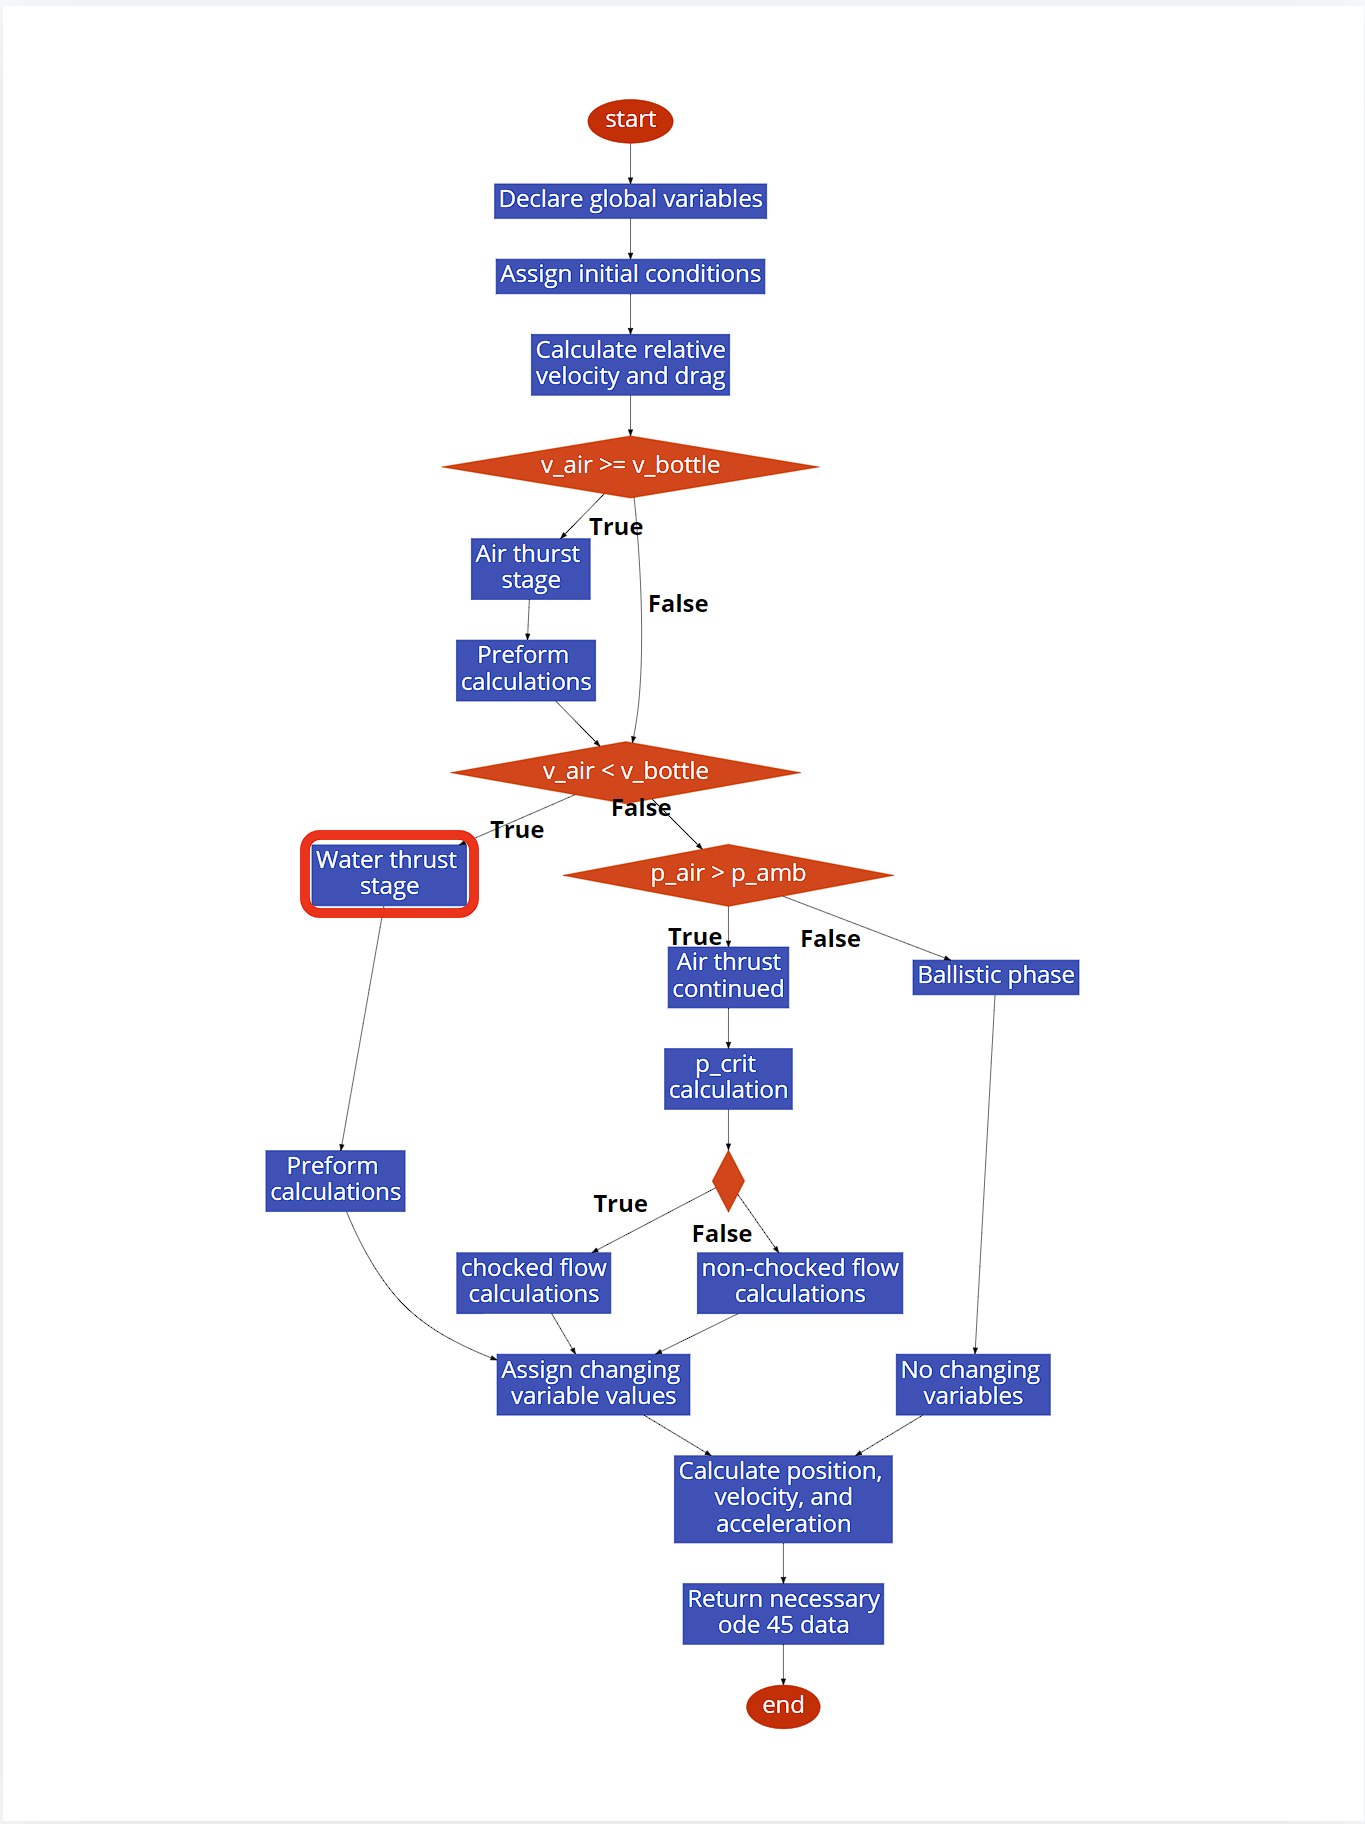 start
Declare global variables
Assign initial conditions
Calculate relative
velocity and drag
v_air >= v_bottle
True
Air thurst
stage
False
Preform
calculations
v_air < v_bottle
False
True
Water thrust
stage
p_air > p_amb
True
False
Air thrust
continued
Ballistic phase
p_crit
calculation
Preform
calculations
True
False
chocked flow
calculations
non-chocked flow
calculations
Assign changing
variable values
No changing
variables
Calculate position,
velocity, and
acceleration
Return necessary
ode 45 data
end